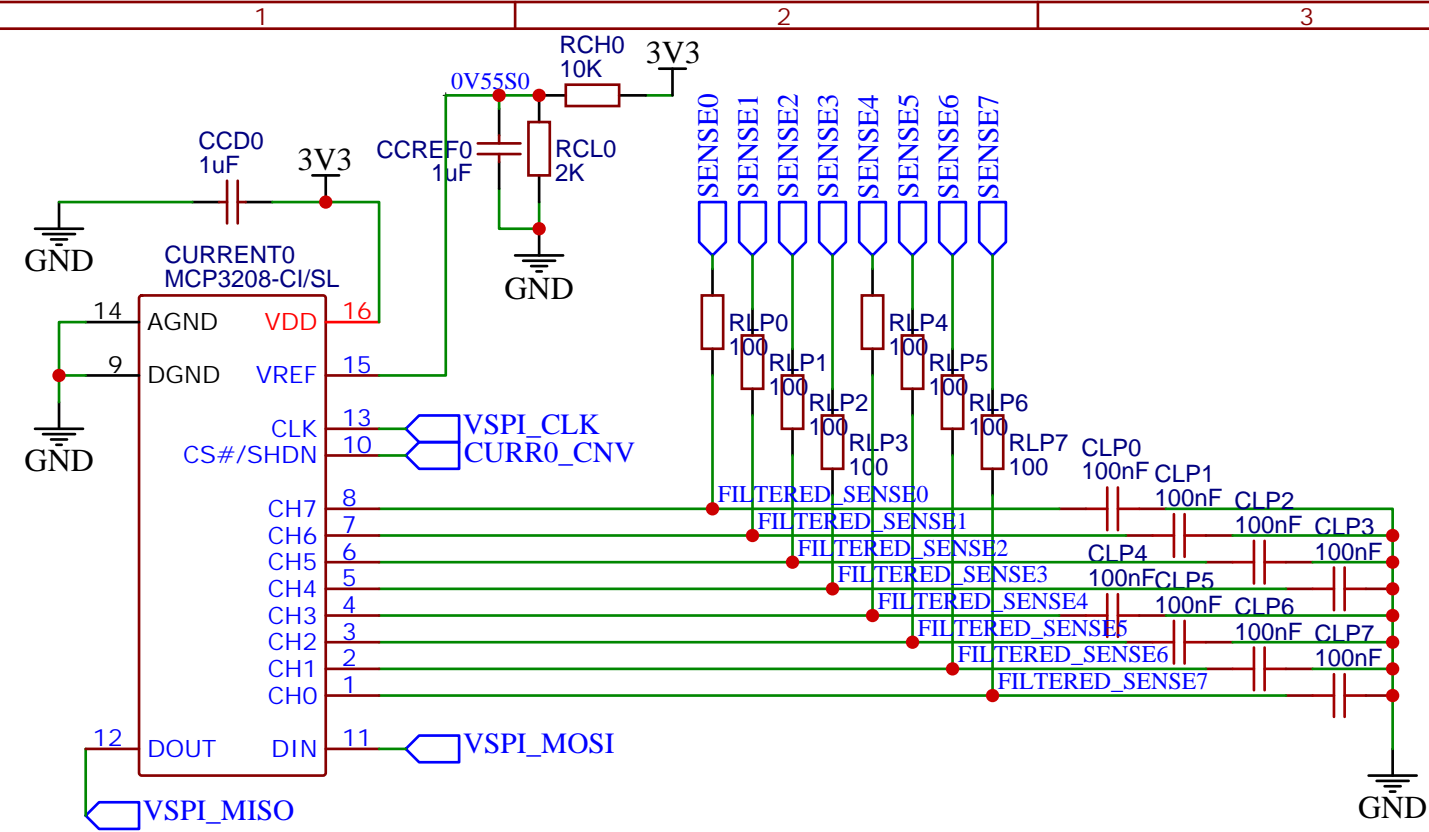 1 2 3
RCH0
10K
3V3
0V55S0
CCD0
1uF
3V3
CCREF0
1uF
RCL0
2K
SENSE0
SENSE1
SENSE2
SENSE3
SENSE4
SENSE5
SENSE6
SENSE7
GND
GND
CURRENT0
MCP3208-CI/SL
14 AGND VDD 16
9 DGND VREF 15
GND
CLK 13 VSPI_CLK
CS#/SHDN 10 CURR0_CNV
RLP0
100
RLP1
100
RLP2
100
RLP3
100
RLP4
100
RLP5
100
RLP6
100
RLP7
100
CLP0
100nF
CLP1
100nF
CLP2
100nF
CLP3
100nF
CLP4
100nF
CLP5
100nF
CLP6
100nF
CLP7
100nF
CH7 8 FILTERED_SENSE0
CH6 7 FILTERED_SENSE1
CH5 6 FILTERED_SENSE2
CH4 5 FILTERED_SENSE3
CH3 4 FILTERED_SENSE4
CH2 3 FILTERED_SENSE5
CH1 2 FILTERED_SENSE6
CH0 1 FILTERED_SENSE7
12 DOUT DIN 11 VSPI_MOSI
VSPI_MISO
GND